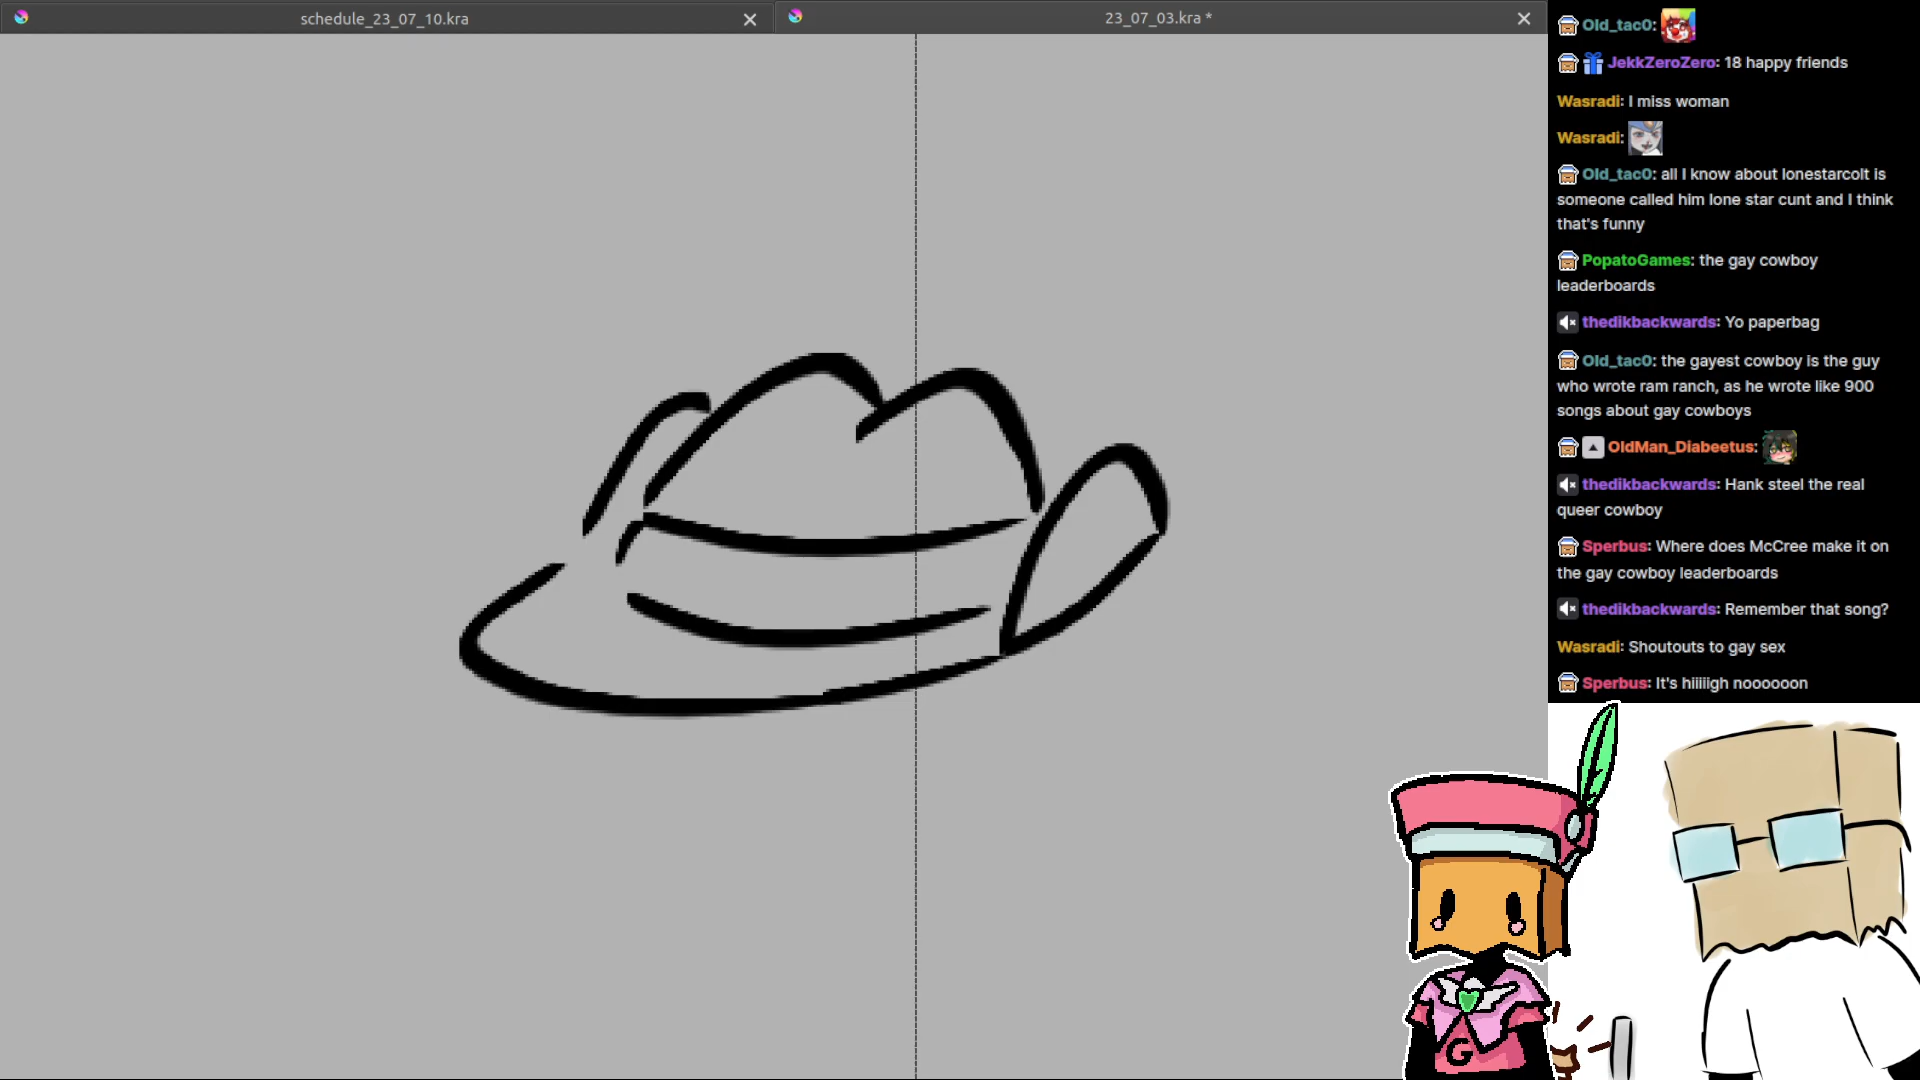 schedule_23_07_10.kra
23_07_03.kra *
Old_tac0:
JekkZeroZero: 18 happy friends
Wasradi: I miss woman
Wasradi:
Old_tac0: all I know about lonestarcolt is
someone called him lone star cunt and I think
that's funny
PopatoGames: the gay cowboy
leaderboards
thedikbackwards: Yo paperbag
Old_tac0: the gayest cowboy is the guy
who wrote ram ranch, as he wrote like 900
songs about gay cowboys
OldMan_Diabeetus:
thedikbackwards: Hank steel the real
queer cowboy
Sperbus: Where does McCree make it on
the gay cowboy leaderboards
thedikbackwards: Remember that song?
Wasradi: Shoutouts to gay sex
Sperbus: It's hiiiiigh noooooon
G